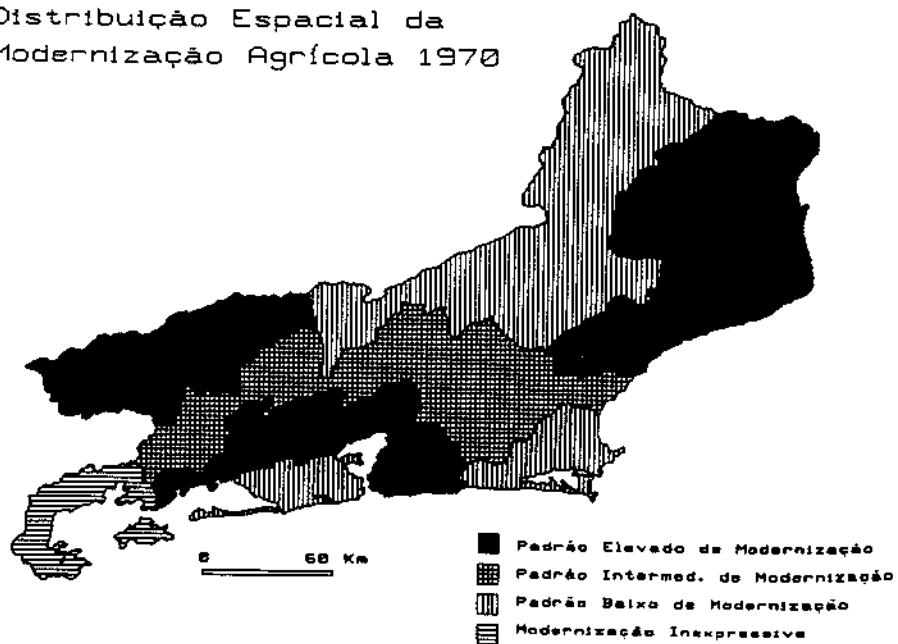 Distribuição Espacial da
Modernização Agrícola 1970
0 60 Km
Padrão Elevado de Modernização
Padrão Intermed. de Modernização
Padrão Baixo de Modernização
Modernização Inexpressiva